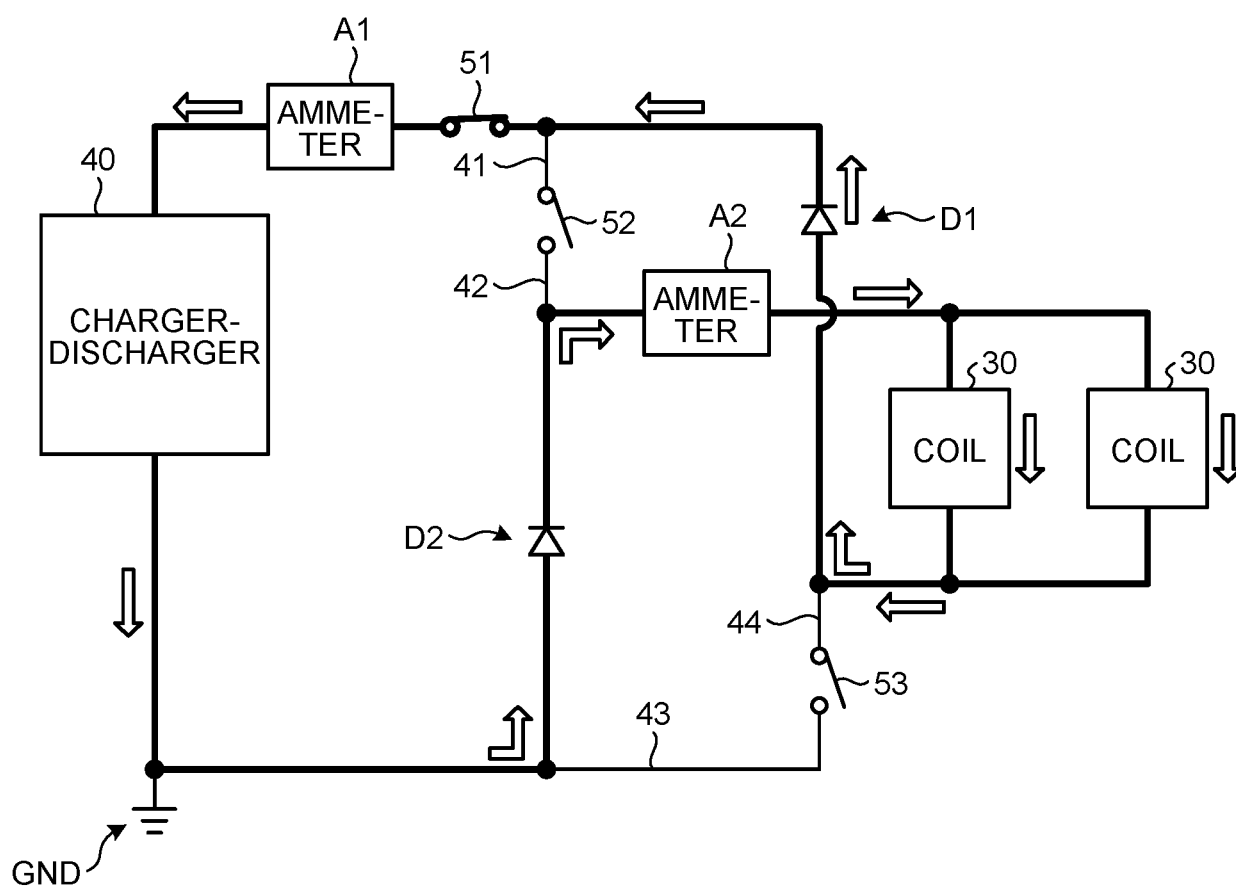 A1
51
AMME-
TER
40
41
52
A2
D1
42
AMME-
TER
CHARGER-
DISCHARGER
30
30
COIL
COIL
D2
44
53
43
GND